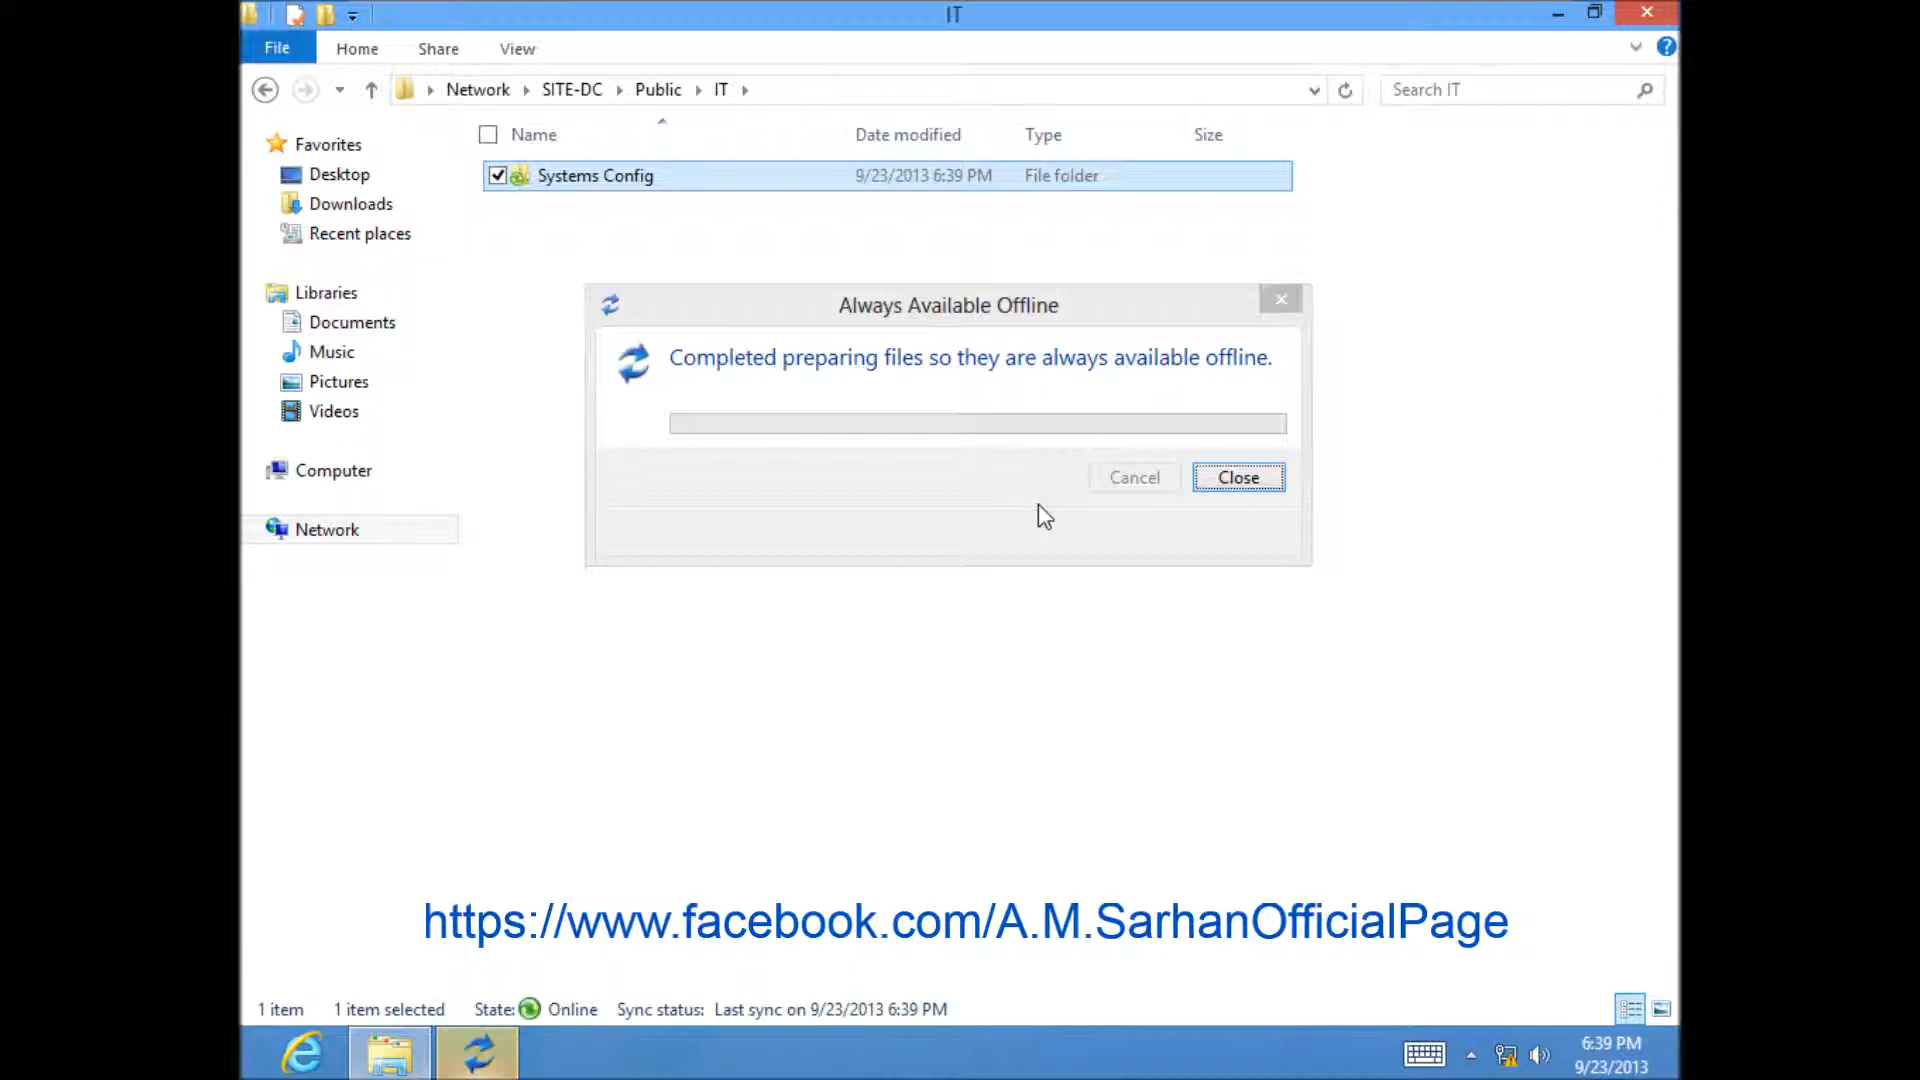 IT
File Home Share View
Network SITE-DC Public IT
Search IT
Name Date modified Type Size
Systems Config 9/23/2013 6:39 PM File folder
Favorites
Desktop
Downloads
Recent places
Libraries
Documents
Music
Pictures
Videos
Computer
Network
Always Available Offline
Completed preparing files so they are always available offline.
Cancel Close
https://www.facebook.com/A.M.SarhanOfficialPage
1 item 1 item selected State: Online Sync status: Last sync on 9/23/2013 6:39 PM
6:39 PM
9/23/2013